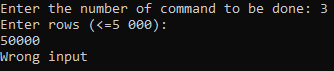 Enter the number of command to be done: 3
Enter rows (<=5 000):
50000
Wrong input